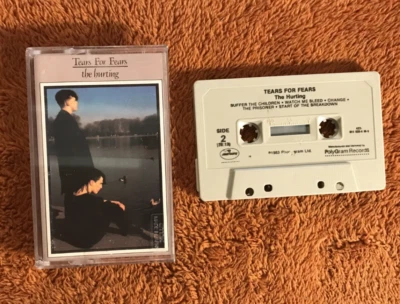 Tears For Fears
the hurting
TEARS FOR FEARS
The Hurting
SUFFER THE CHILDREN • WATCH ME BLEED • CHANGE •
THE PRISONER • START OF THE BREAKDOWN
SIDE
2
PolyGram Records